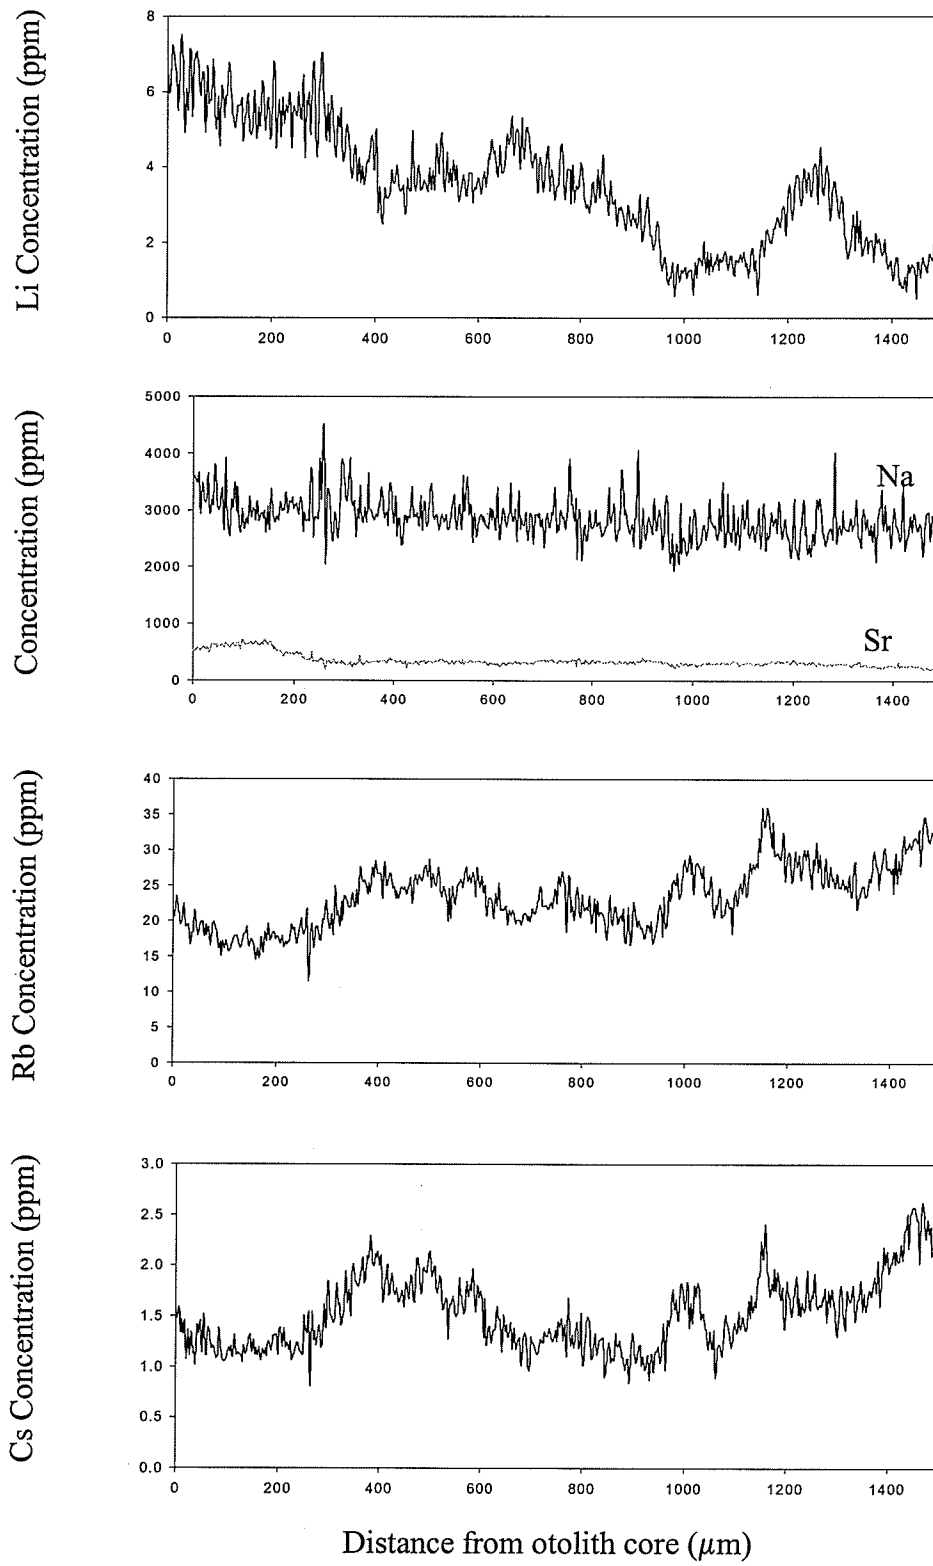 Li Concentration (ppm)
8
6
4
2
0
0 200 400 600 800 1000 1200 1400
Concentration (ppm)
5000
4000
3000
2000
1000
0
Na
Sr
0 200 400 600 800 1000 1200 1400
Rb Concentration (ppm)
40
35
30
25
20
15
10
5
0
0 200 400 600 800 1000 1200 1400
Cs Concentration (ppm)
3.0
2.5
2.0
1.5
1.0
0.5
0.0
0 200 400 600 800 1000 1200 1400
Distance from otolith core (μm)